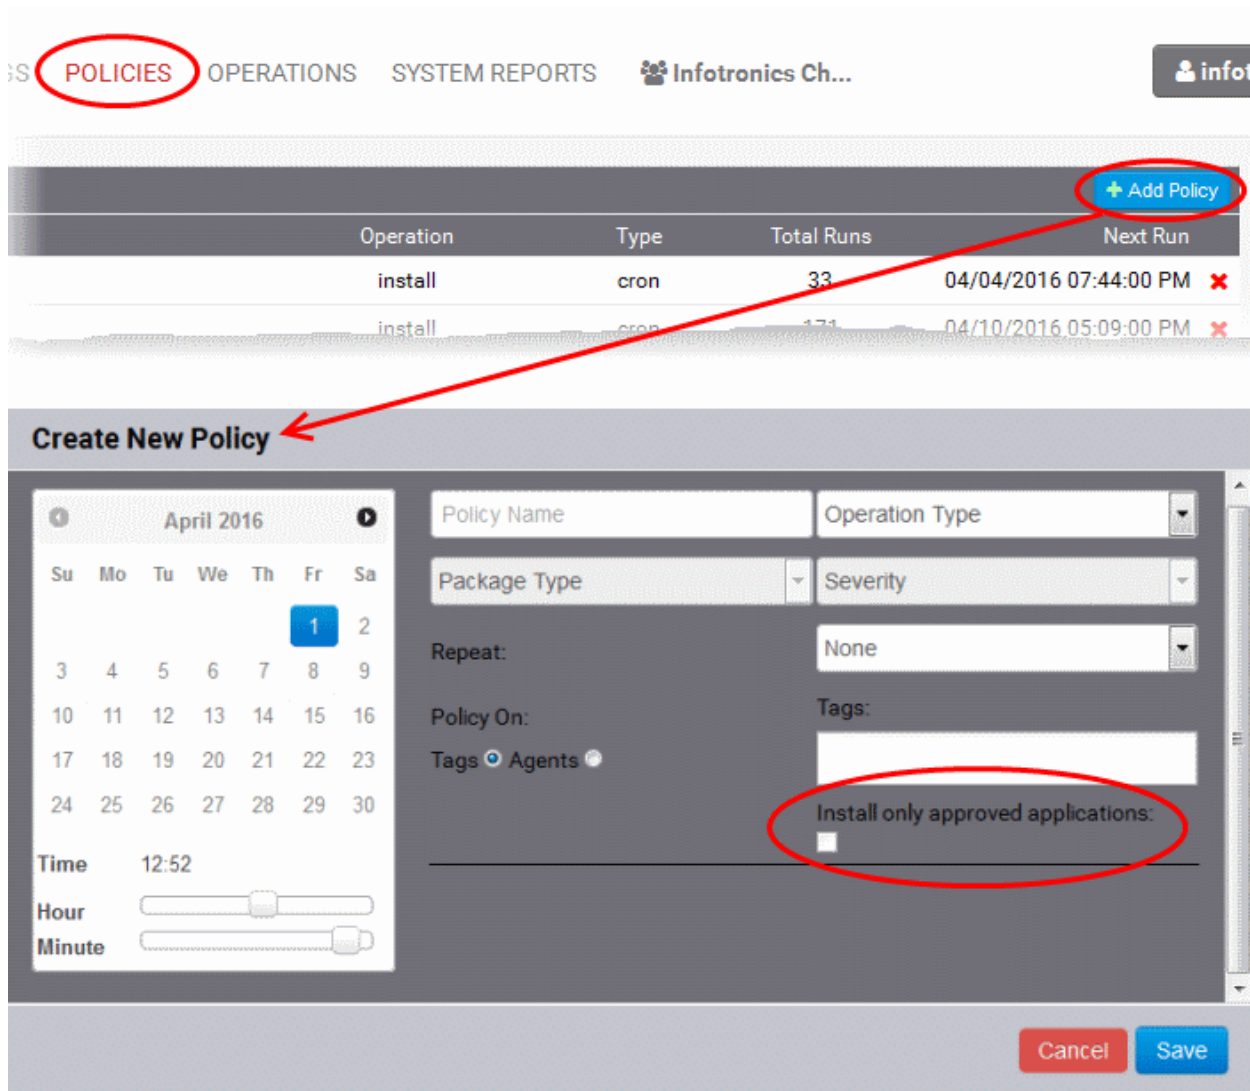 GS POLICIES OPERATIONS SYSTEM REPORTS Infotronics Ch... infot
+ Add Policy
Operation Type Total Runs Next Run
install cron 33 04/04/2016 07:44:00 PM
install cron 171 04/10/2016 05:09:00 PM
Create New Policy
April 2016
Su Mo Tu We Th Fr Sa
1 2
3 4 5 6 7 8 9
10 11 12 13 14 15 16
17 18 19 20 21 22 23
24 25 26 27 28 29 30
Time 12:52
Hour
Minute
Policy Name Operation Type
Package Type Severity
Repeat: None
Policy On: Tags:
Tags Agents
Install only approved applications:
Cancel Save